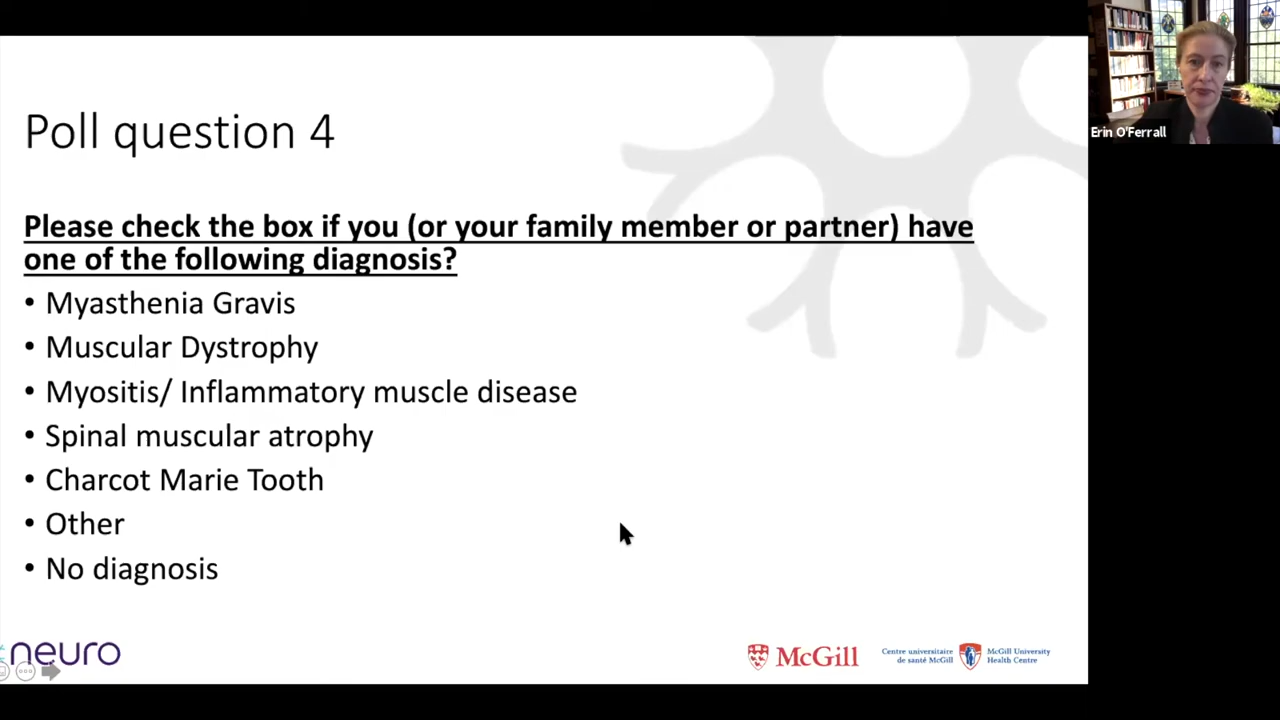 Poll question 4
Please check the box if you (or your family member or partner) have
one of the following diagnosis?
• Myasthenia Gravis
• Muscular Dystrophy
• Myositis/ Inflammatory muscle disease
• Spinal muscular atrophy
• Charcot Marie Tooth
• Other
• No diagnosis
neuro
McGill
Centre universitaire
de santé McGill
McGill University
Health Centre
Erin O'Ferrall